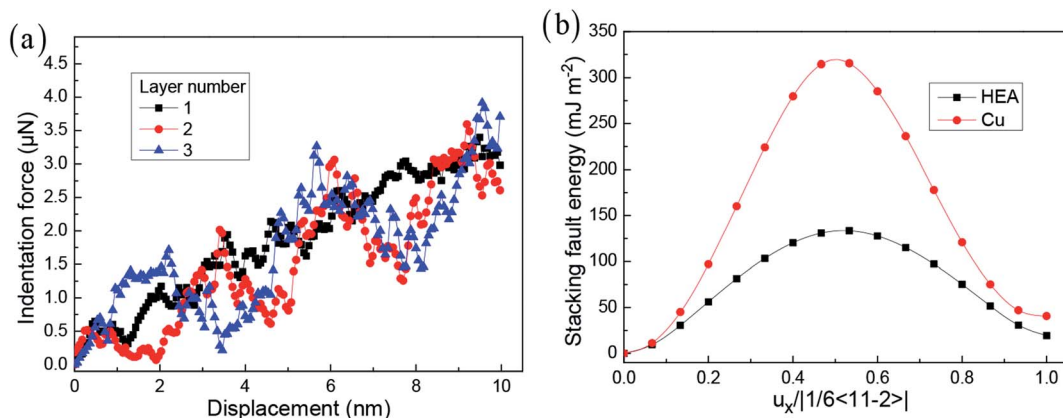 (a)
Indentation force (μN)
4.5
4.0
3.5
3.0
2.5
2.0
1.5
1.0
0.5
0.0
Layer number
1
2
3
0 2 4 6 8 10
Displacement (nm)
(b)
Stacking fault energy (mJ m⁻²)
350
300
250
200
150
100
50
0
HEA
Cu
0.0 0.2 0.4 0.6 0.8 1.0
uₓ/|1/6<11-2>|